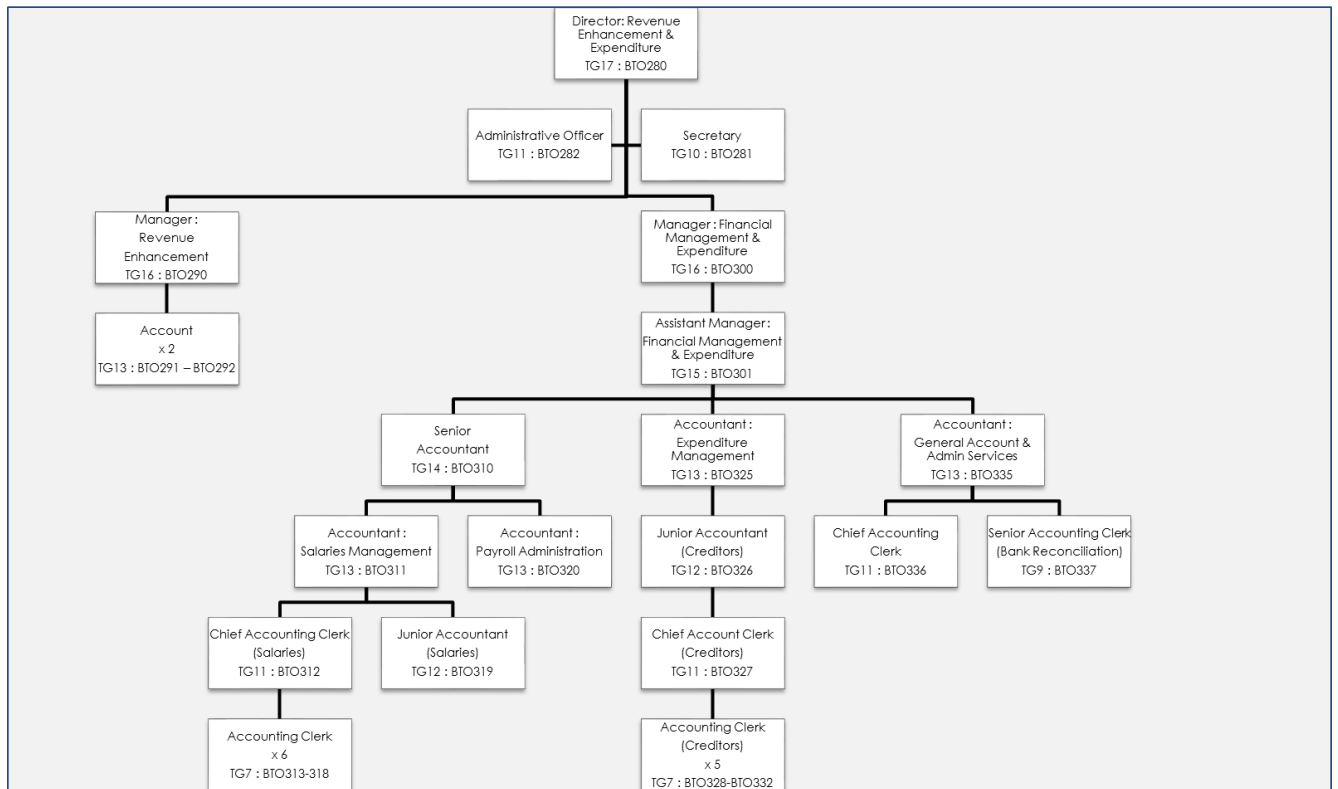 Director: Revenue
Enhancement &
Expenditure
TG17 : BTO280
Administrative Officer
TG11 : BTO282
Secretary
TG10 : BTO281
Manager :
Revenue
Enhancement
TG16 : BTO290
Manager : Financial
Management &
Expenditure
TG16 : BTO300
Account
x 2
TG13 : BTO291 – BTO292
Assistant Manager :
Financial Management
& Expenditure
TG15 : BTO301
Senior
Accountant
TG14 : BTO310
Accountant :
Expenditure
Management
TG13 : BTO325
Accountant :
General Account &
Admin Services
TG13 : BTO335
Accountant :
Salaries Management
TG13 : BTO311
Accountant :
Payroll Administration
TG13 : BTO320
Junior Accountant
(Creditors)
TG12 : BTO326
Chief Accounting
Clerk
TG11 : BTO336
Senior Accounting Clerk
(Bank Reconciliation)
TG9 : BTO337
Chief Accounting Clerk
(Salaries)
TG11 : BTO312
Junior Accountant
(Salaries)
TG12 : BTO319
Chief Account Clerk
(Creditors)
TG11 : BTO327
Accounting Clerk
x 6
TG7 : BTO313-318
Accounting Clerk
(Creditors)
x 5
TG7 : BTO328-BTO332